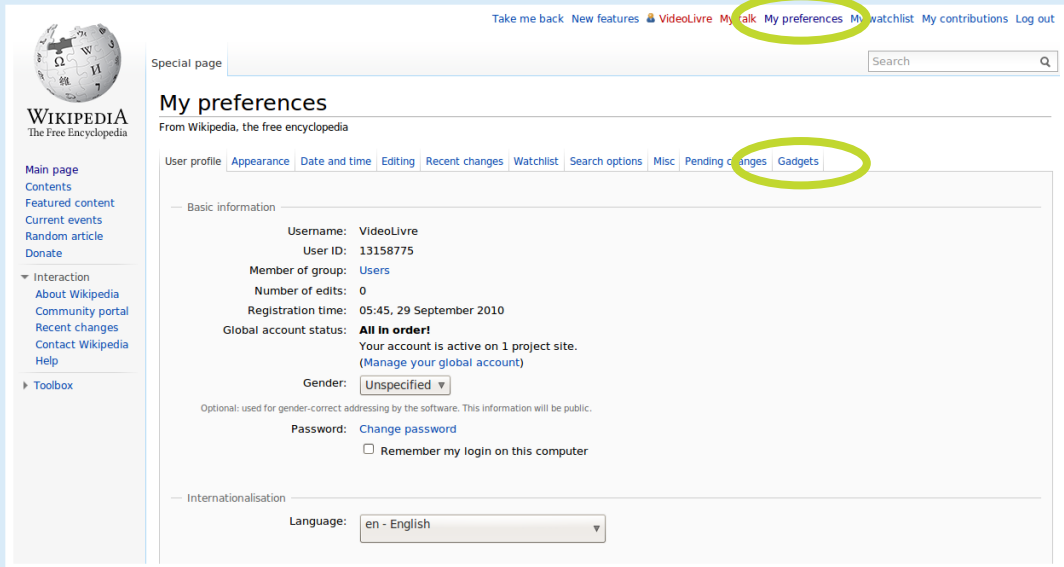 Take me back New features VideoLivre My talk My preferences My watchlist My contributions Log out
Special page
Search
WIKIPEDIA
The Free Encyclopedia
My preferences
From Wikipedia, the free encyclopedia
User profile Appearance Date and time Editing Recent changes Watchlist Search options Misc Pending changes Gadgets
Main page
Contents
Featured content
Current events
Random article
Donate
Interaction
About Wikipedia
Community portal
Recent changes
Contact Wikipedia
Help
Toolbox
Basic information
Username: VideoLivre
User ID: 13158775
Member of group: Users
Number of edits: 0
Registration time: 05:45, 29 September 2010
Global account status: All in order!
Your account is active on 1 project site.
(Manage your global account)
Gender: Unspecified
Optional: used for gender-correct addressing by the software. This information will be public.
Password: Change password
Remember my login on this computer
Internationalisation
Language: en - English